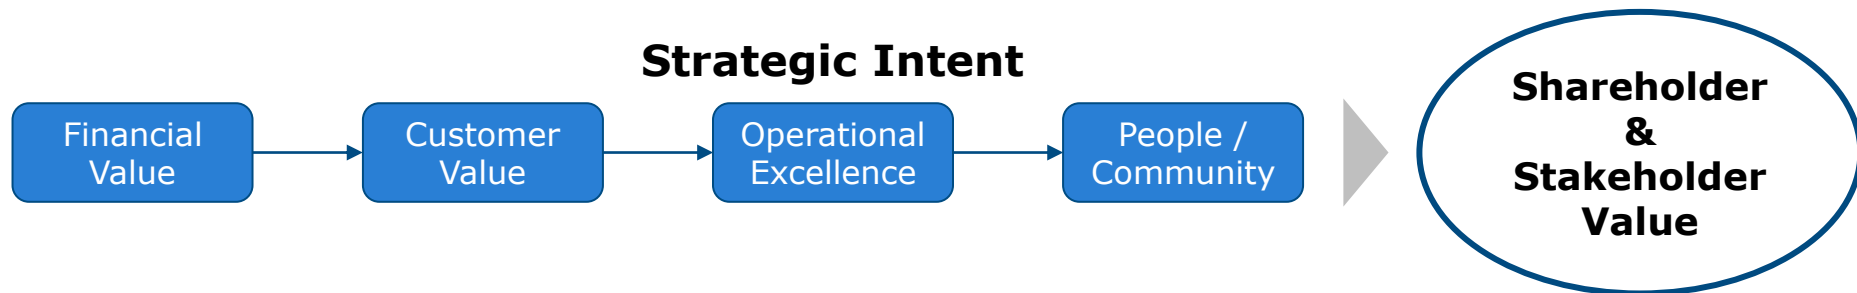 Strategic Intent
Financial
Value
Customer
Value
Operational
Excellence
People /
Community
Shareholder
&
Stakeholder
Value